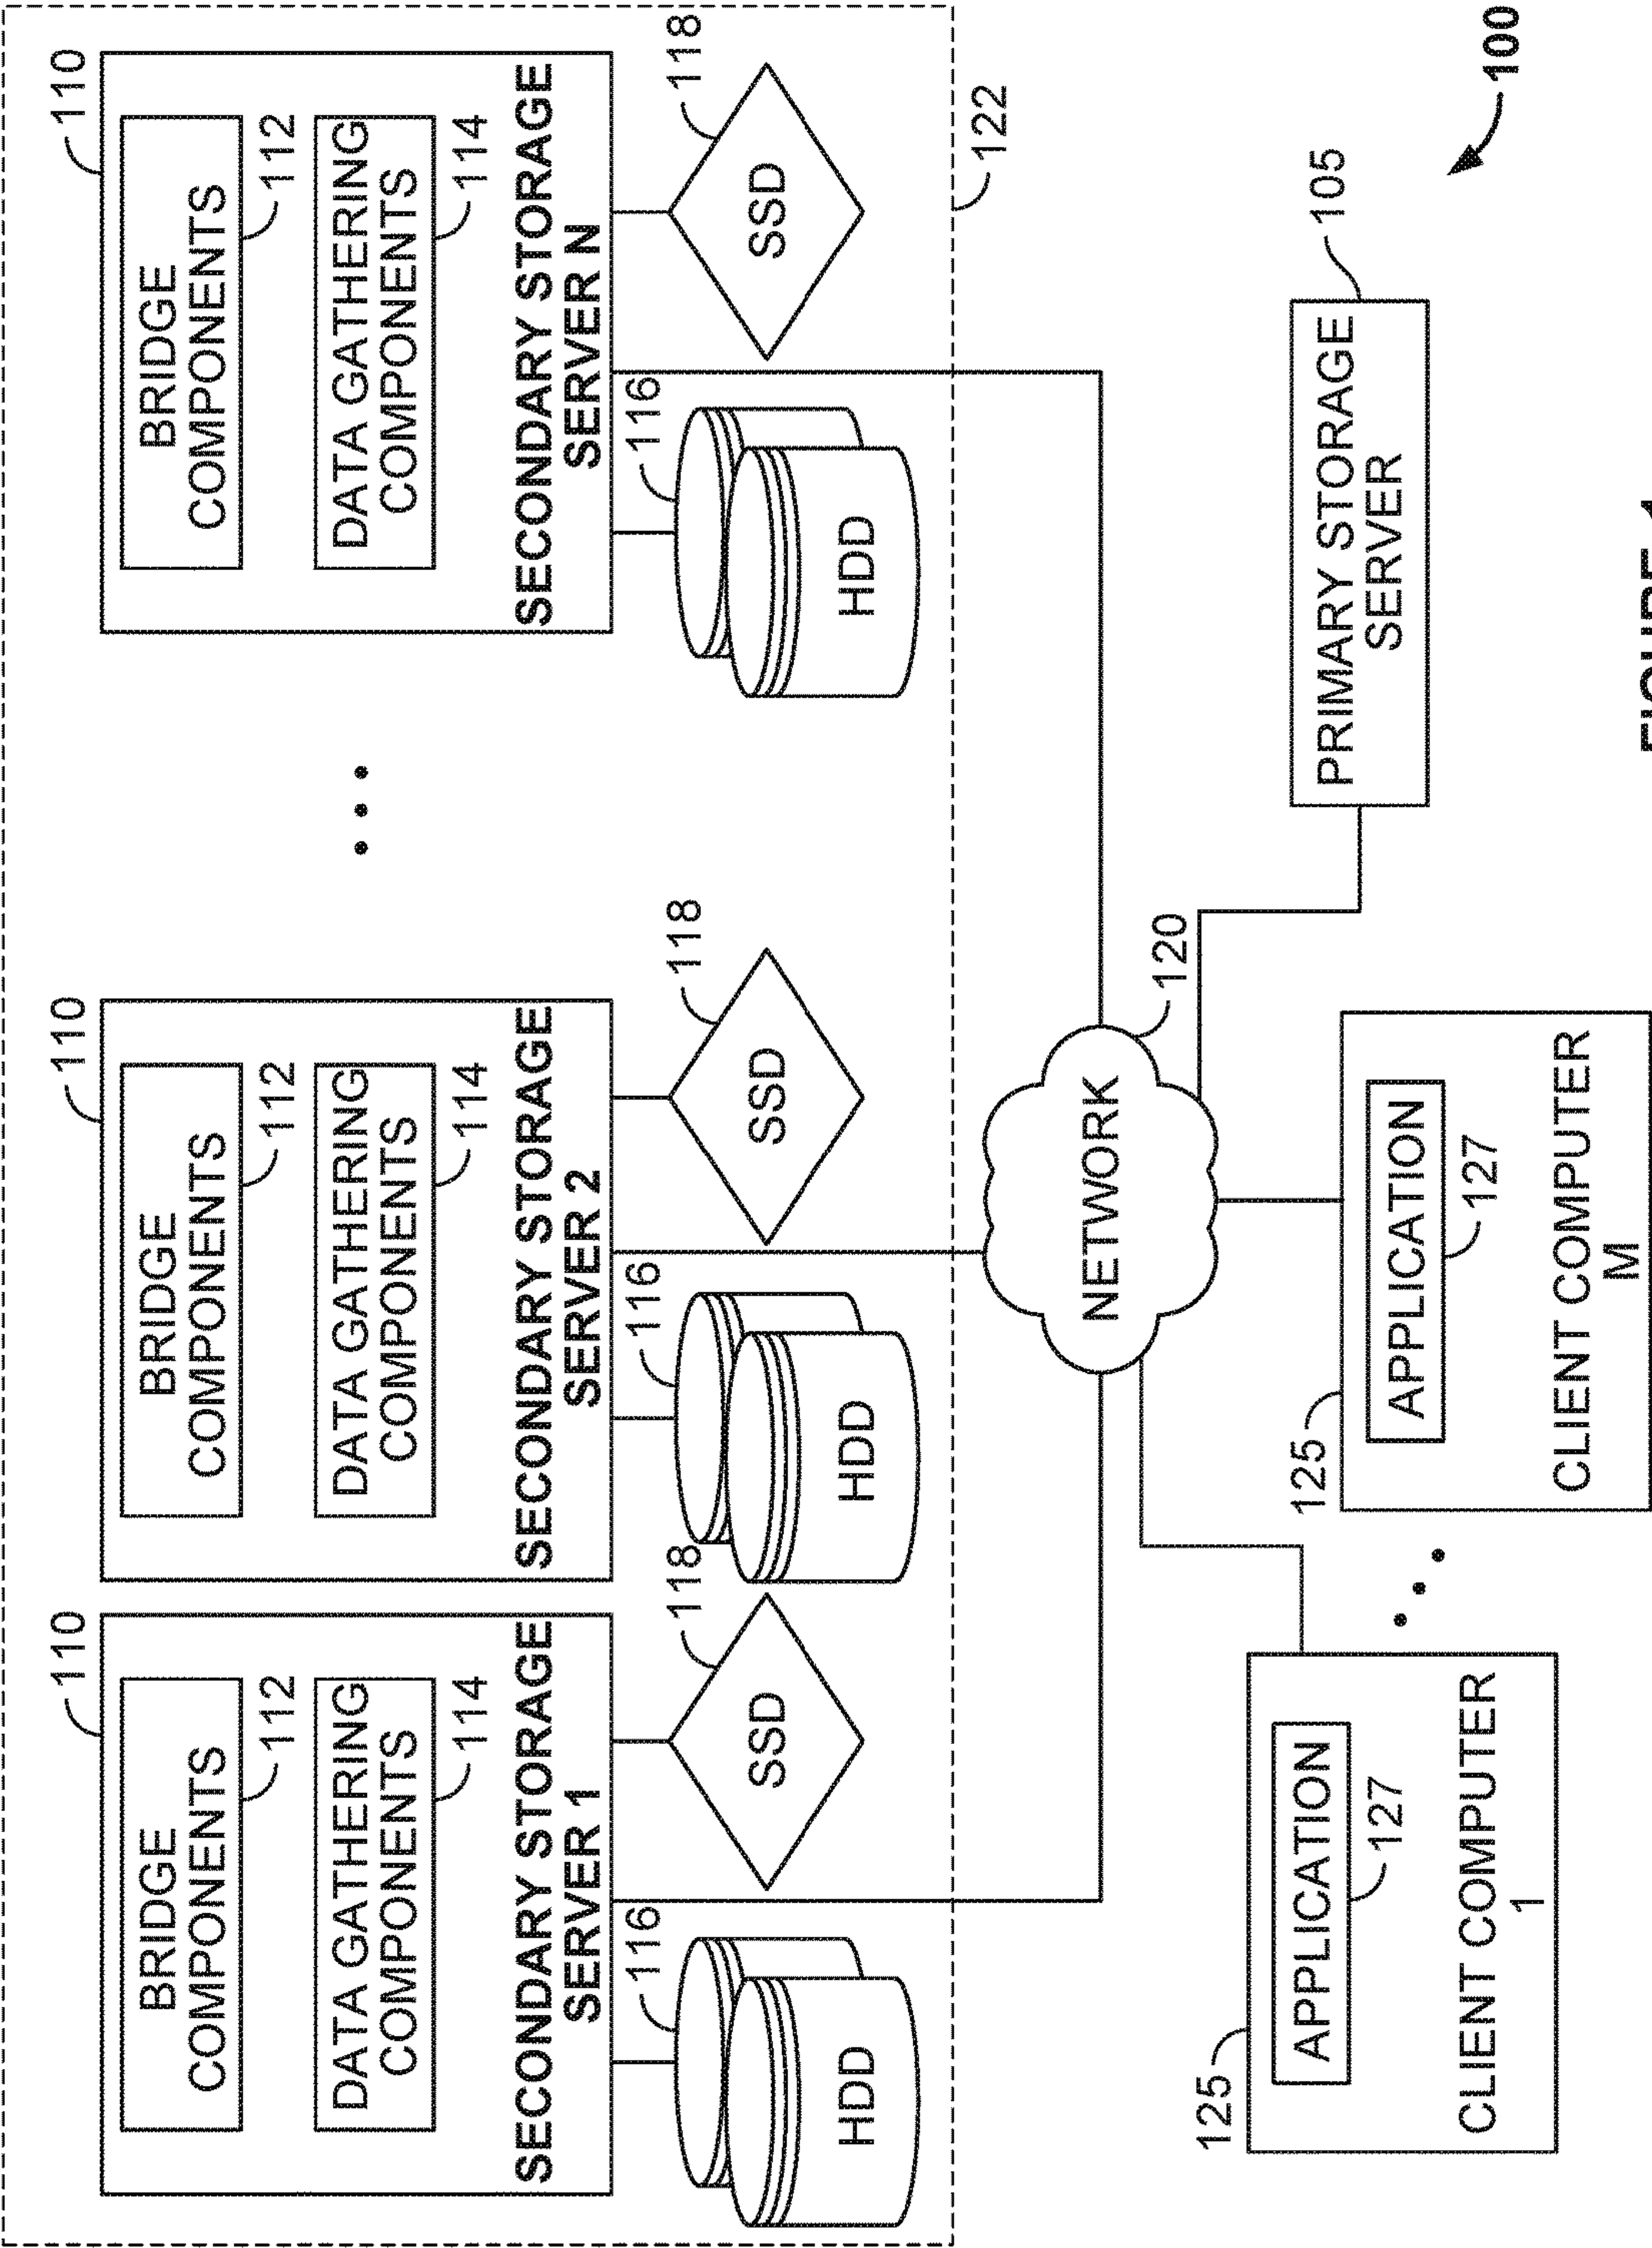 110
110
110
BRIDGE
COMPONENTS
112
BRIDGE
COMPONENTS
112
BRIDGE
COMPONENTS
112
DATA GATHERING
COMPONENTS
114
DATA GATHERING
COMPONENTS
114
DATA GATHERING
COMPONENTS
114
SECONDARY STORAGE
SERVER 1
SECONDARY STORAGE
SERVER 2
SECONDARY STORAGE
SERVER N
116
118
116
118
116
118
HDD
SSD
HDD
SSD
HDD
SSD
122
NETWORK
120
125
APPLICATION
127
CLIENT COMPUTER
1
125
APPLICATION
127
CLIENT COMPUTER
M
PRIMARY STORAGE
SERVER
105
100
FIGURE 1